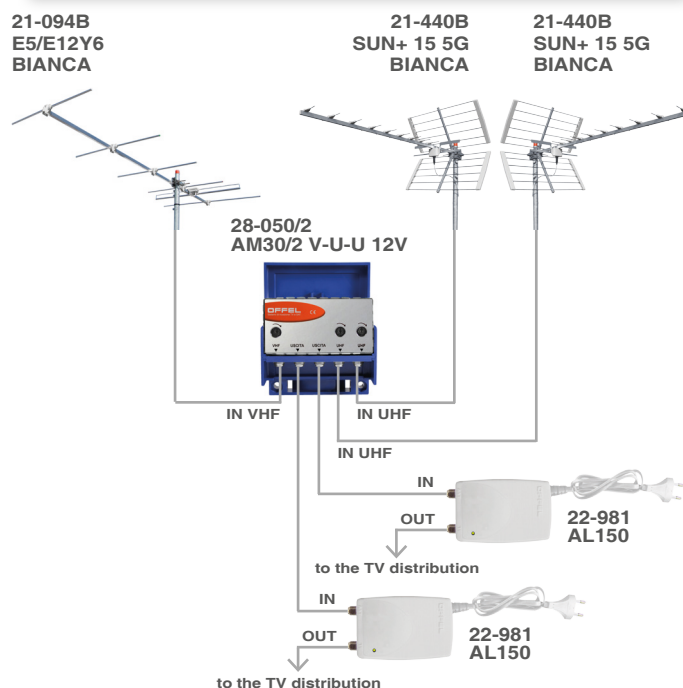 21-094B
E5/E12Y6
BIANCA
21-440B
SUN+ 15 5G
BIANCA
21-440B
SUN+ 15 5G
BIANCA
28-050/2
AM30/2 V-U-U 12V
OFFEL
VHF USCITA USCITA UHF UHF
IN VHF
IN UHF
IN UHF
IN
OUT
22-981
AL150
to the TV distribution
IN
OUT
22-981
AL150
to the TV distribution